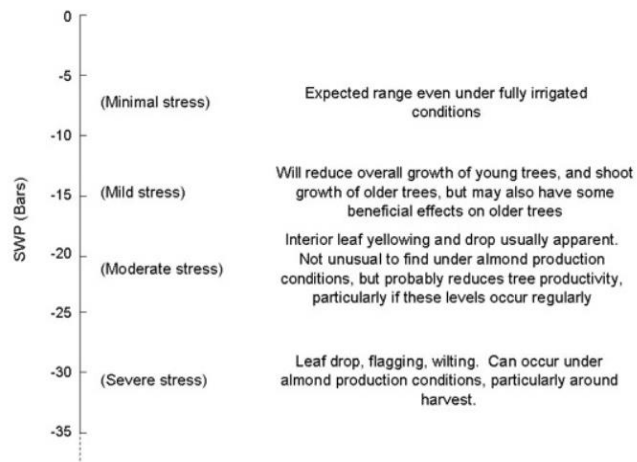 0
-5
(Minimal stress)
Expected range even under fully irrigated
conditions
-10
Will reduce overall growth of young trees, and shoot
-15
(Mild stress)
growth of older trees, but may also have some
beneficial effects on older trees
SWP (Bars)
Interior leaf yellowing and drop usually apparent.
-20
Not unusual to find under almond production
(Moderate stress)
conditions, but probably reduces tree productivity,
particularly if these levels occur regularly
-25
Leaf drop, flagging, wilting. Can occur under
-30
(Severe stress)
almond production conditions, particularly around
harvest.
-35